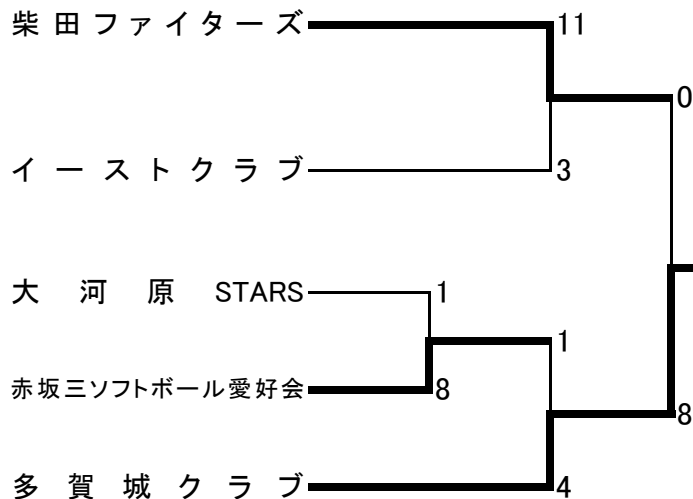 柴田ファイターズ 11
0
イーストクラブ 3
大河原 STARS 1
1
赤坂三ソフトボール愛好会 8
8
多賀城クラブ 4